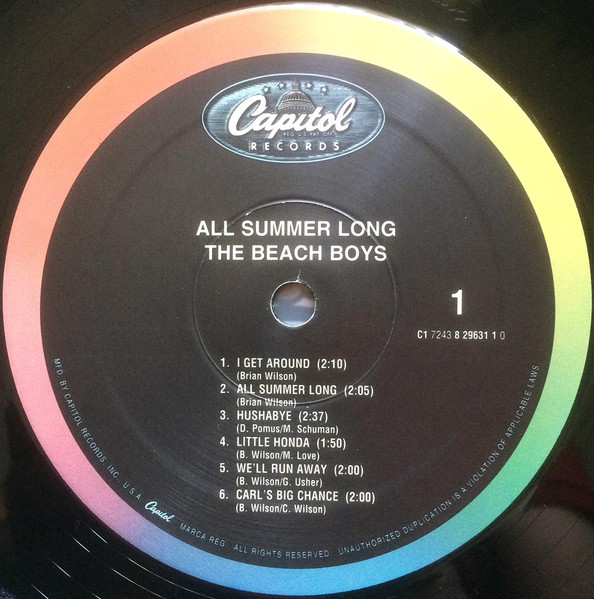 Capitol
REG. U.S. PAT. OFF.
RECORDS
ALL SUMMER LONG
THE BEACH BOYS
1
C1 7243 8 29631 1 0
1. I GET AROUND (2:10)
(Brian Wilson)
2. ALL SUMMER LONG (2:05)
(Brian Wilson)
3. HUSHABYE (2:37)
(D. Pomus/M. Schuman)
4. LITTLE HONDA (1:50)
(B. Wilson/M. Love)
5. WE'LL RUN AWAY (2:00)
(B. Wilson/G. Usher)
6. CARL'S BIG CHANCE (2:00)
(B. Wilson/C. Wilson)
MFD. BY CAPITOL RECORDS, INC., U.S.A. Capitol MARCA REG. ALL RIGHTS RESERVED. UNAUTHORIZED DUPLICATION IS A VIOLATION OF APPLICABLE LAWS